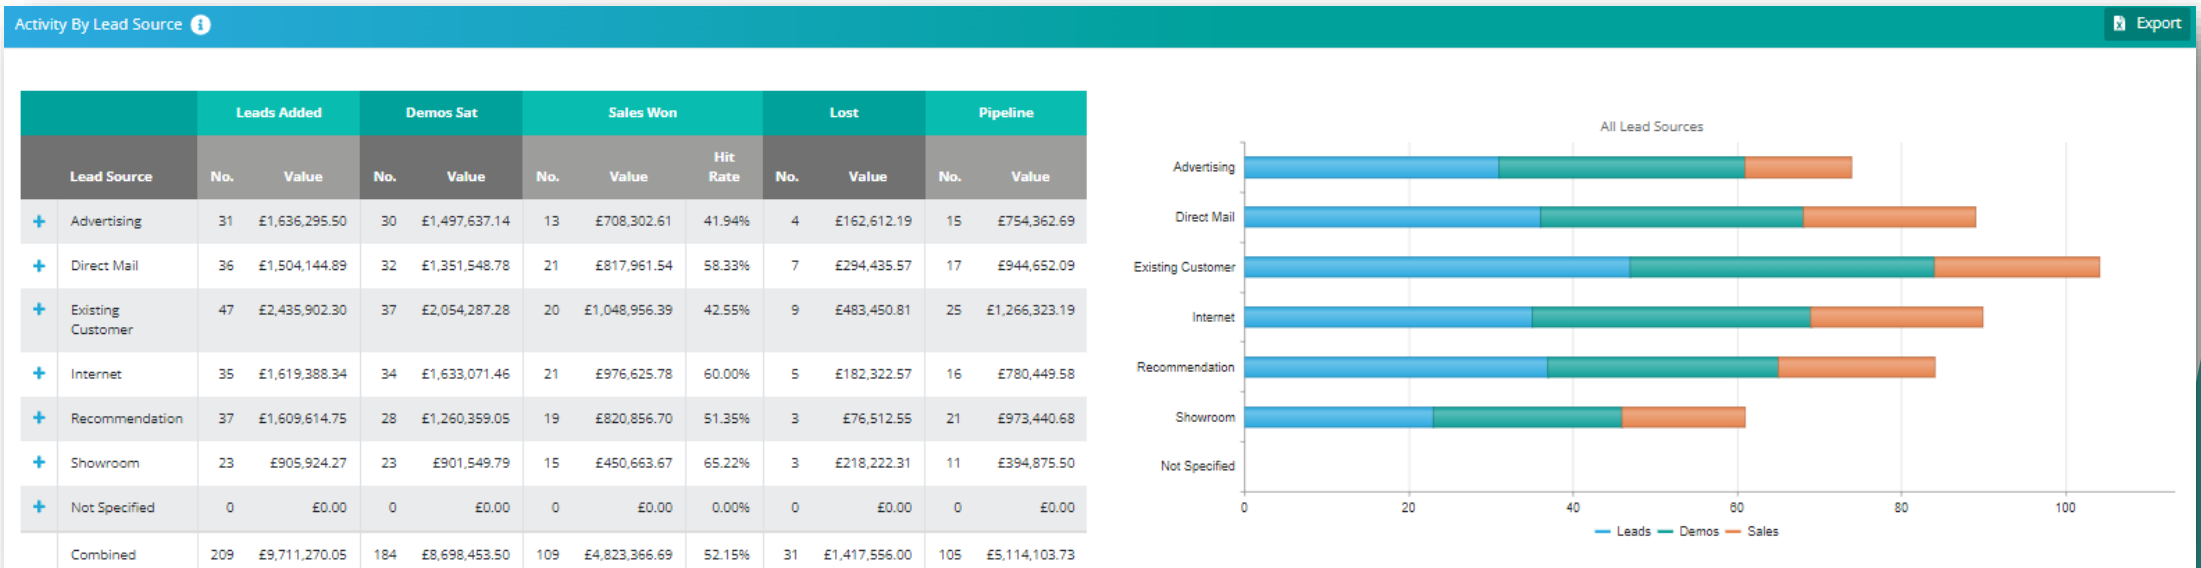 Activity By Lead Source
Export
Leads Added Demos Sat Sales Won Lost Pipeline
Lead Source No. Value No. Value No. Value Hit Rate No. Value No. Value
Advertising 31 £1,636,295.50 30 £1,497,637.14 13 £708,302.61 41.94% 4 £162,612.19 15 £754,362.69
Direct Mail 36 £1,504,144.89 32 £1,351,548.78 21 £817,961.54 58.33% 7 £294,435.57 17 £944,652.09
Existing Customer 47 £2,435,902.30 37 £2,054,287.28 20 £1,048,956.39 42.55% 9 £483,450.81 25 £1,266,323.19
Internet 35 £1,619,388.34 34 £1,633,071.46 21 £976,625.78 60.00% 5 £182,322.57 16 £780,449.58
Recommendation 37 £1,609,614.75 28 £1,260,359.05 19 £820,856.70 51.35% 3 £76,512.55 21 £973,440.68
Showroom 23 £905,924.27 23 £901,549.79 15 £450,663.67 65.22% 3 £218,222.31 11 £394,875.50
Not Specified 0 £0.00 0 £0.00 0 £0.00 0.00% 0 £0.00 0 £0.00
Combined 209 £9,711,270.05 184 £8,698,453.50 109 £4,823,366.69 52.15% 31 £1,417,556.00 105 £5,114,103.73
All Lead Sources
Advertising
Direct Mail
Existing Customer
Internet
Recommendation
Showroom
Not Specified
0 20 40 60 80 100
Leads Demos Sales